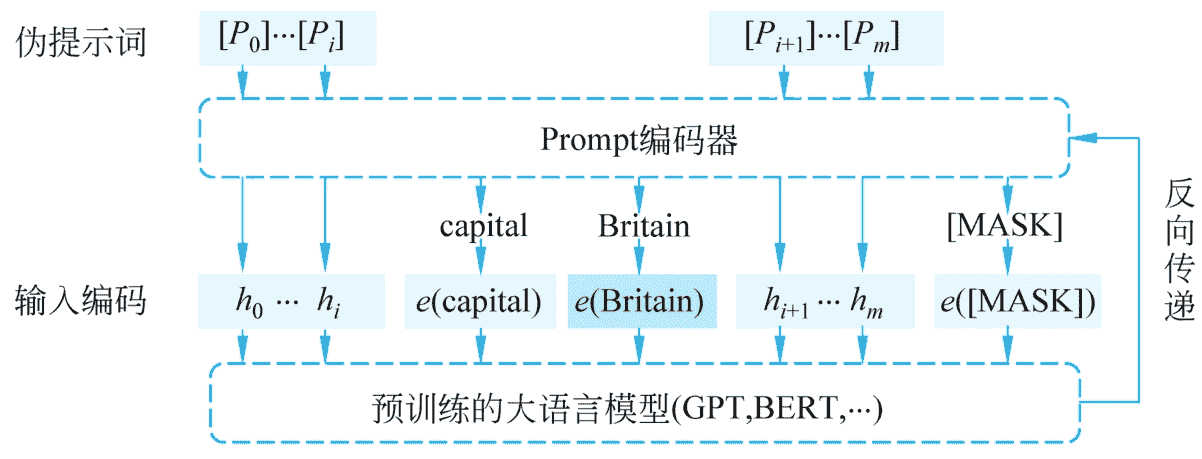 伪提示词 [P0]···[Pi] [Pi+1]···[Pm]
Prompt编码器
capital Britain [MASK]
输入编码 h0 ··· hi e(capital) e(Britain) hi+1 ··· hm e([MASK])
反向传递
预训练的大语言模型(GPT,BERT,···)